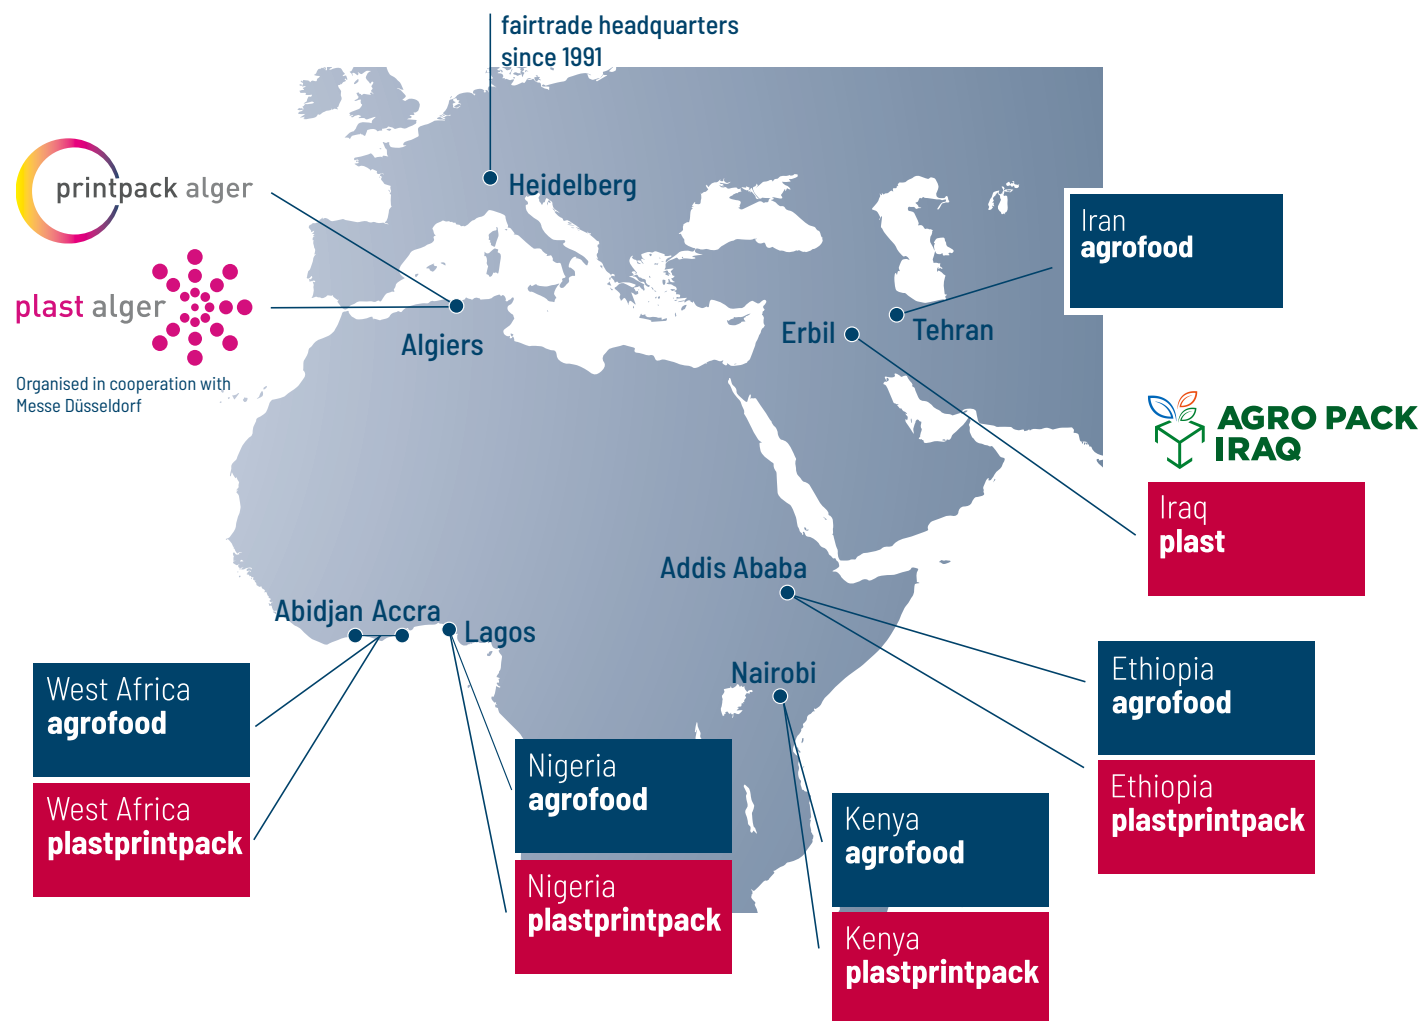 fairtrade headquarters
since 1991
printpack alger
Heidelberg
Iran
agrofood
plast alger
Algiers
Erbil
Tehran
Organised in cooperation with
Messe Düsseldorf
AGRO PACK
IRAQ
Iraq
plast
Addis Ababa
Abidjan
Accra
Lagos
Nairobi
West Africa
agrofood
West Africa
plastprintpack
Nigeria
agrofood
Nigeria
plastprintpack
Kenya
agrofood
Kenya
plastprintpack
Ethiopia
agrofood
Ethiopia
plastprintpack